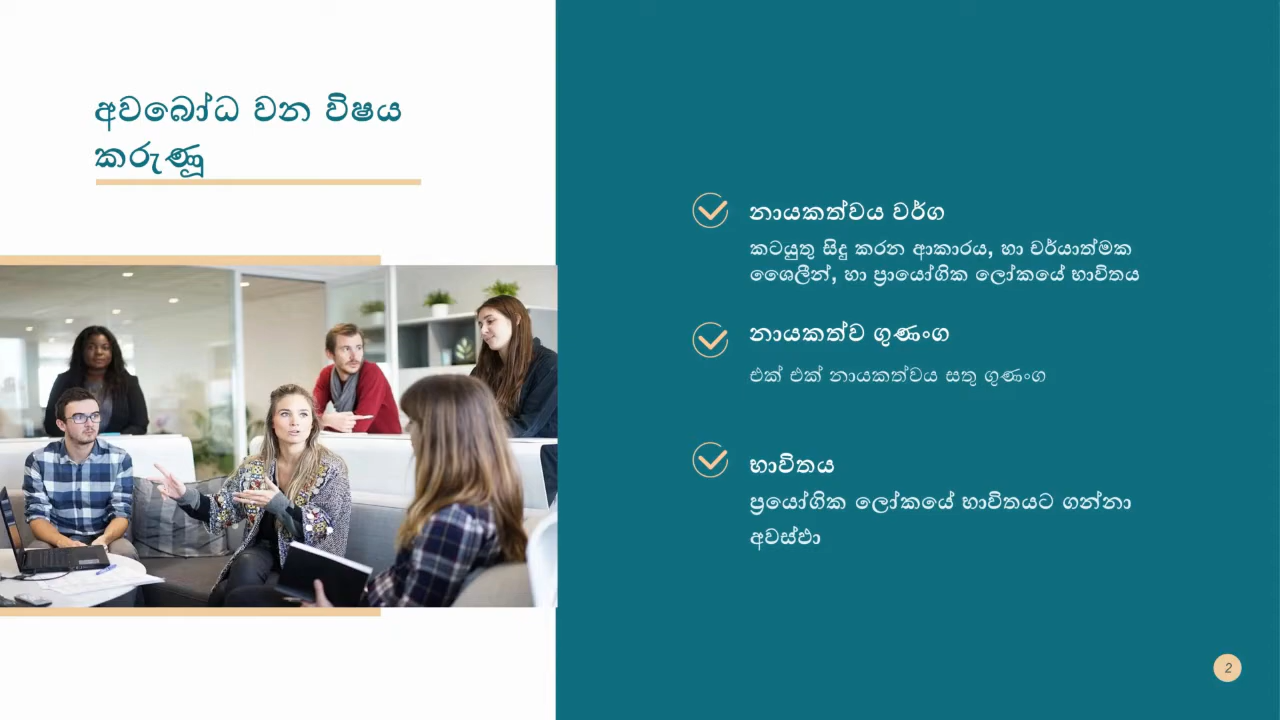 අවබෝධ වන විෂය
කරුණූ
නායකත්වය වර්ග
කටයුතු සිදු කරන ආකාරය, හා චර්යාත්මක
ශෛලීන්, හා ප්‍රායෝගික ලෝකයේ භාවිතය
නායකත්ව ගුණංග
එක් එක් නායකත්වය සතු ගුණංග
භාවිතය
ප්‍රයෝගික ලෝකයේ භාවිතයට ගන්නා
අවස්ථා
2